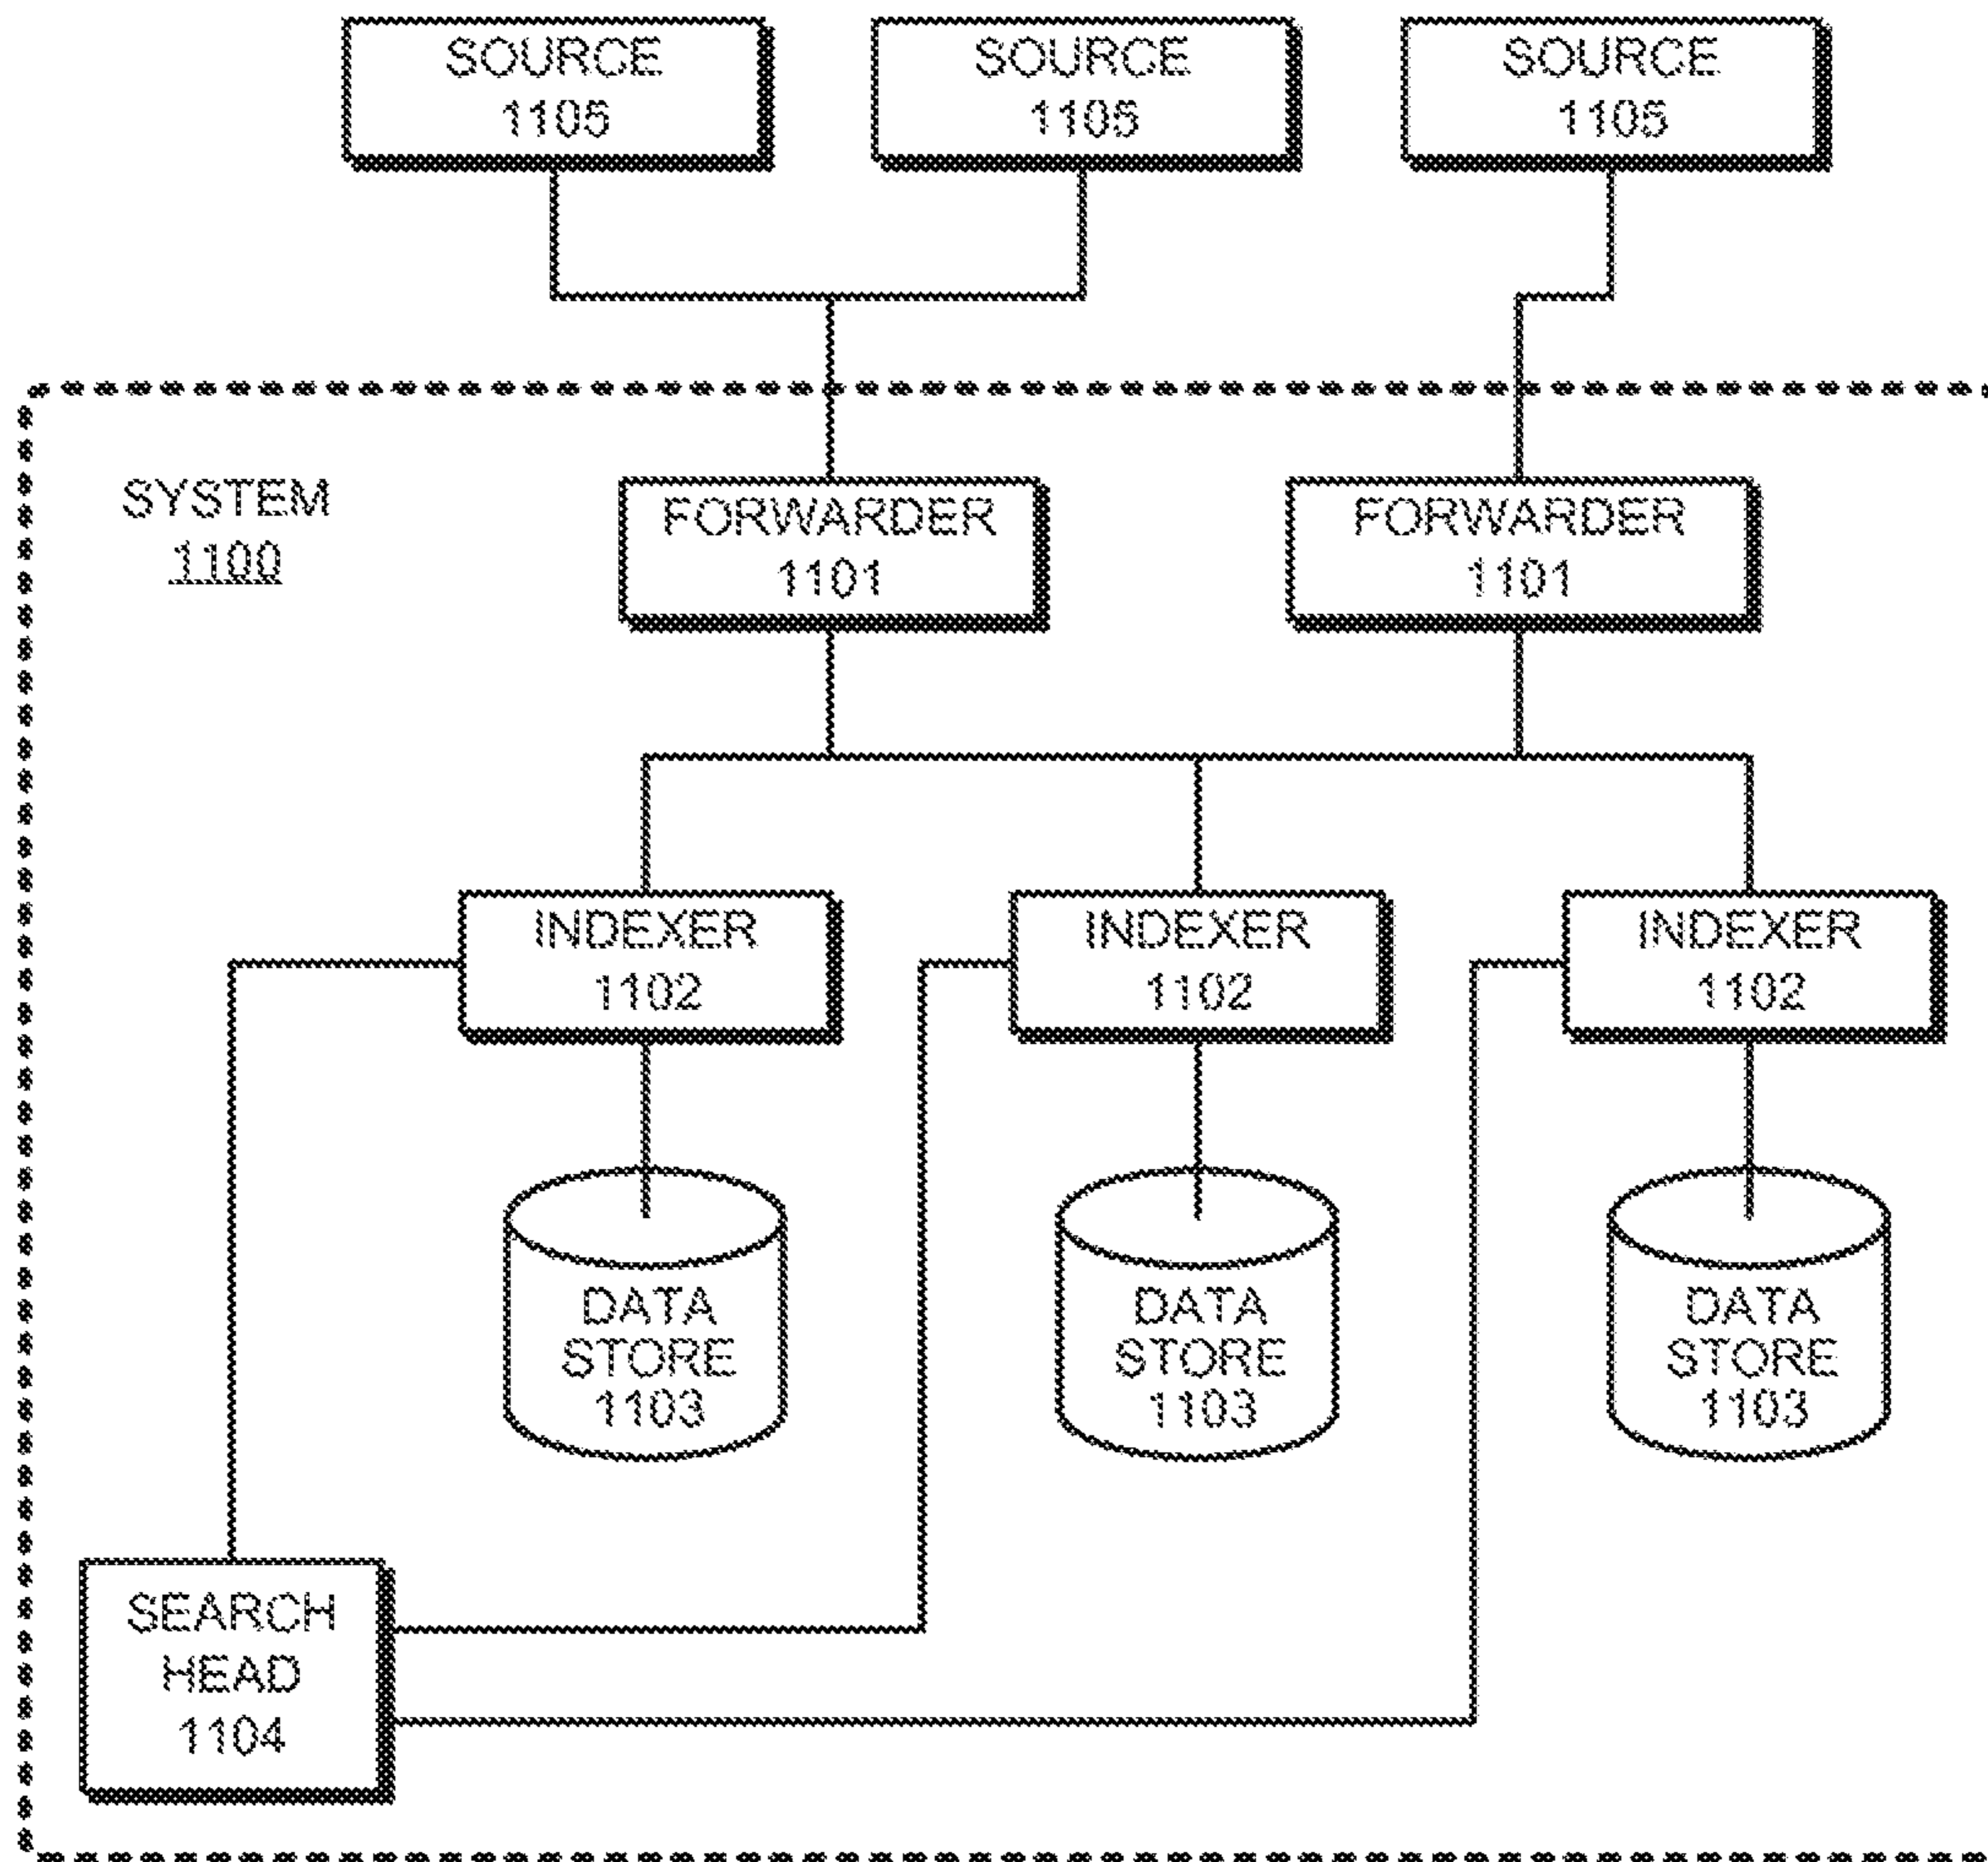 SOURCE
1105
SOURCE
1105
SOURCE
1105
SYSTEM
1100
FORWARDER
1101
FORWARDER
1101
INDEXER
1102
INDEXER
1102
INDEXER
1102
DATA
STORE
1103
DATA
STORE
1103
DATA
STORE
1103
SEARCH
HEAD
1104